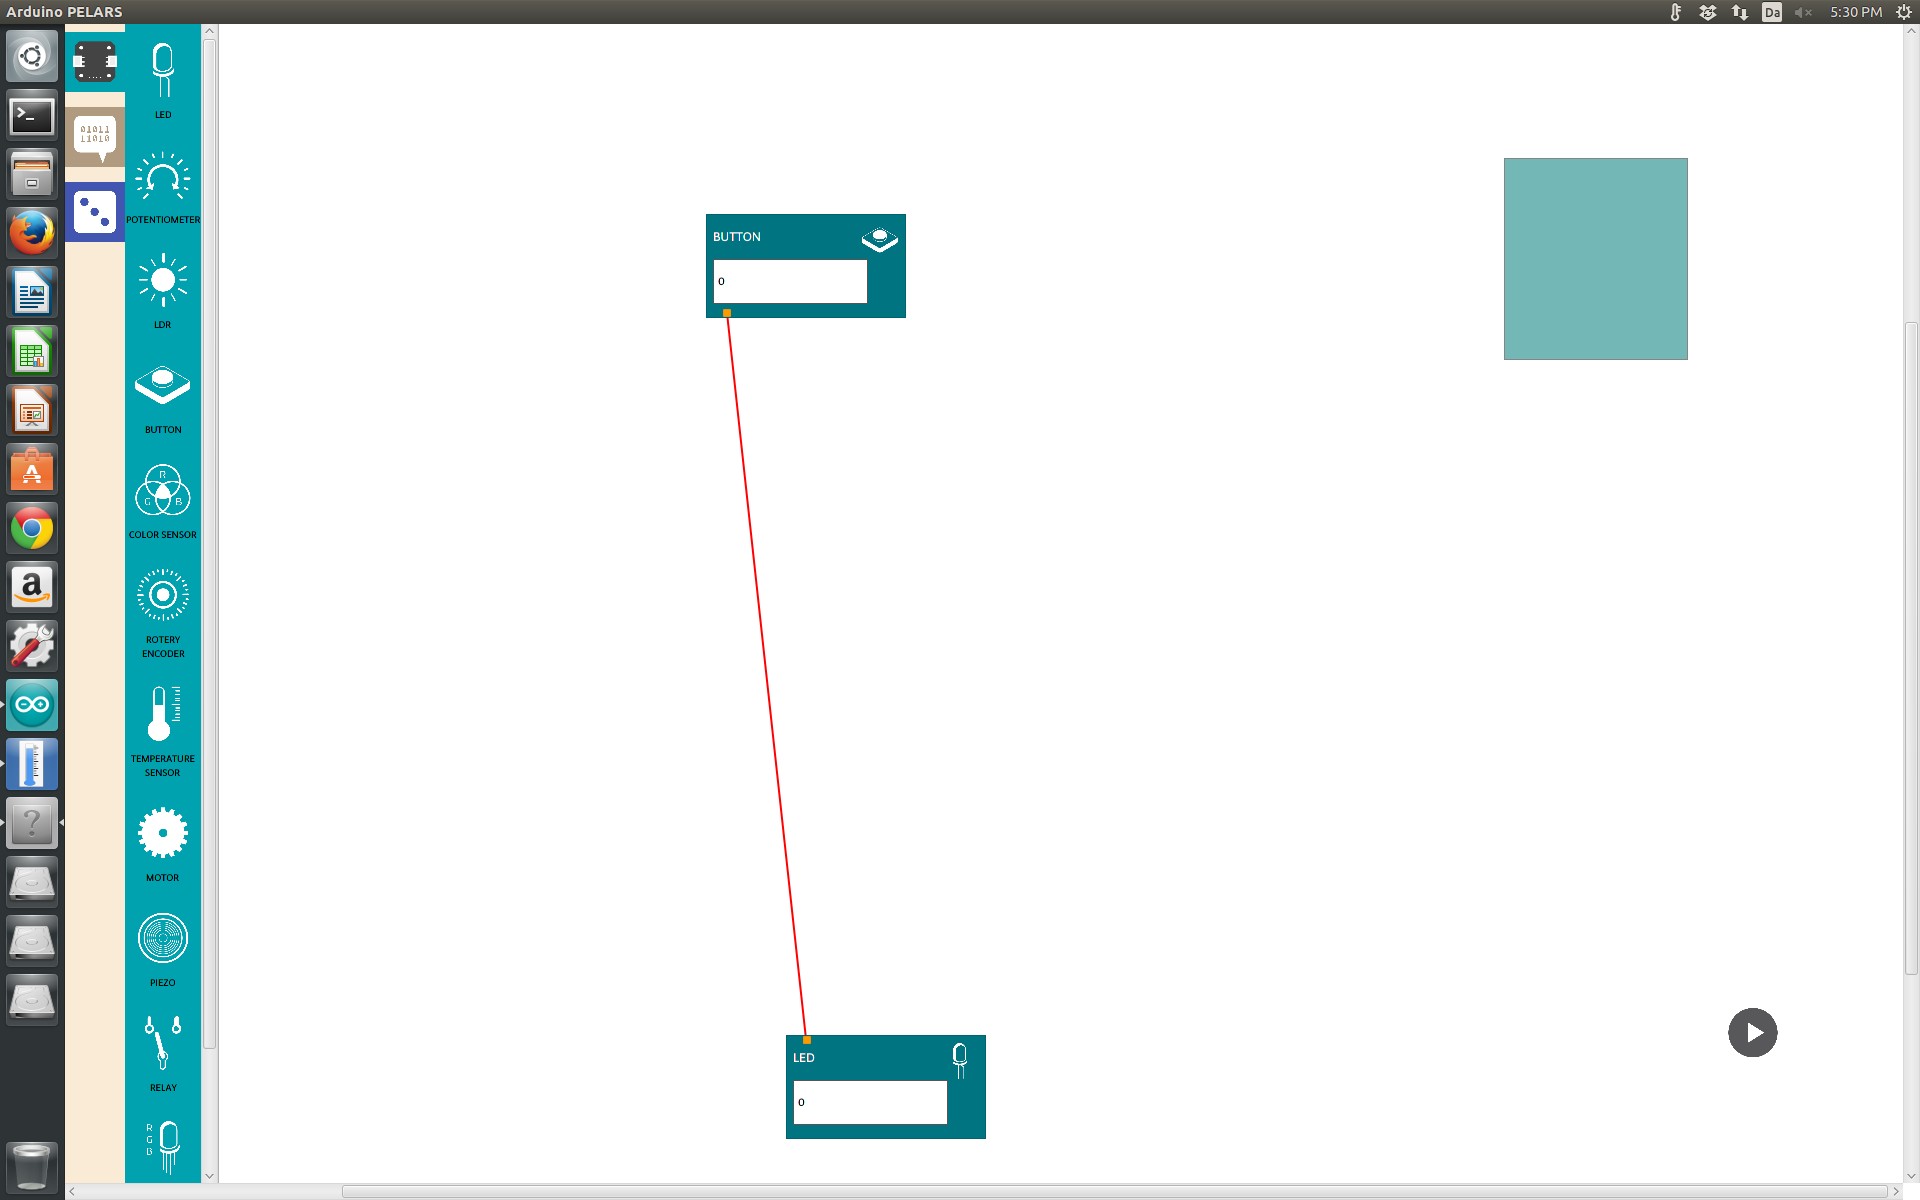 Arduino PELARS
Da
5:30 PM
01011
11010
LED
POTENTIOMETER
LDR
BUTTON
R
G B
COLOR SENSOR
ROTERY
ENCODER
TEMPERATURE
SENSOR
MOTOR
PIEZO
RELAY
R
G
B
BUTTON
0
LED
0